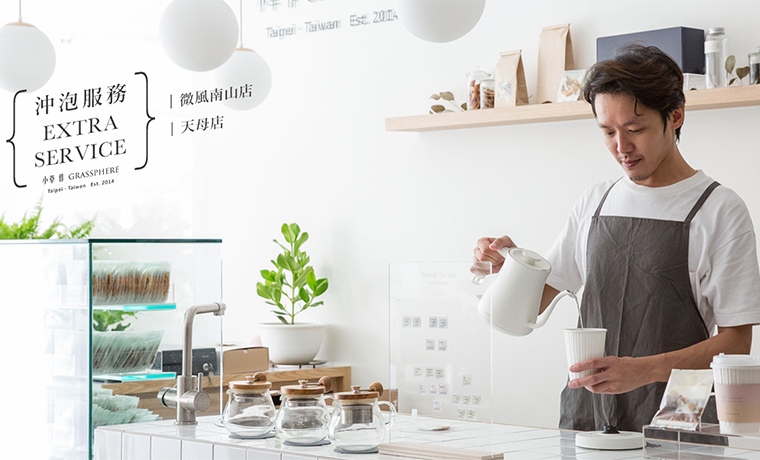 Taipei · Taiwan Est. 2014
沖泡服務
EXTRA
SERVICE
小草作 GRASSPHERE
Taipei · Taiwan Est. 2014
| 微風南山店
| 天母店